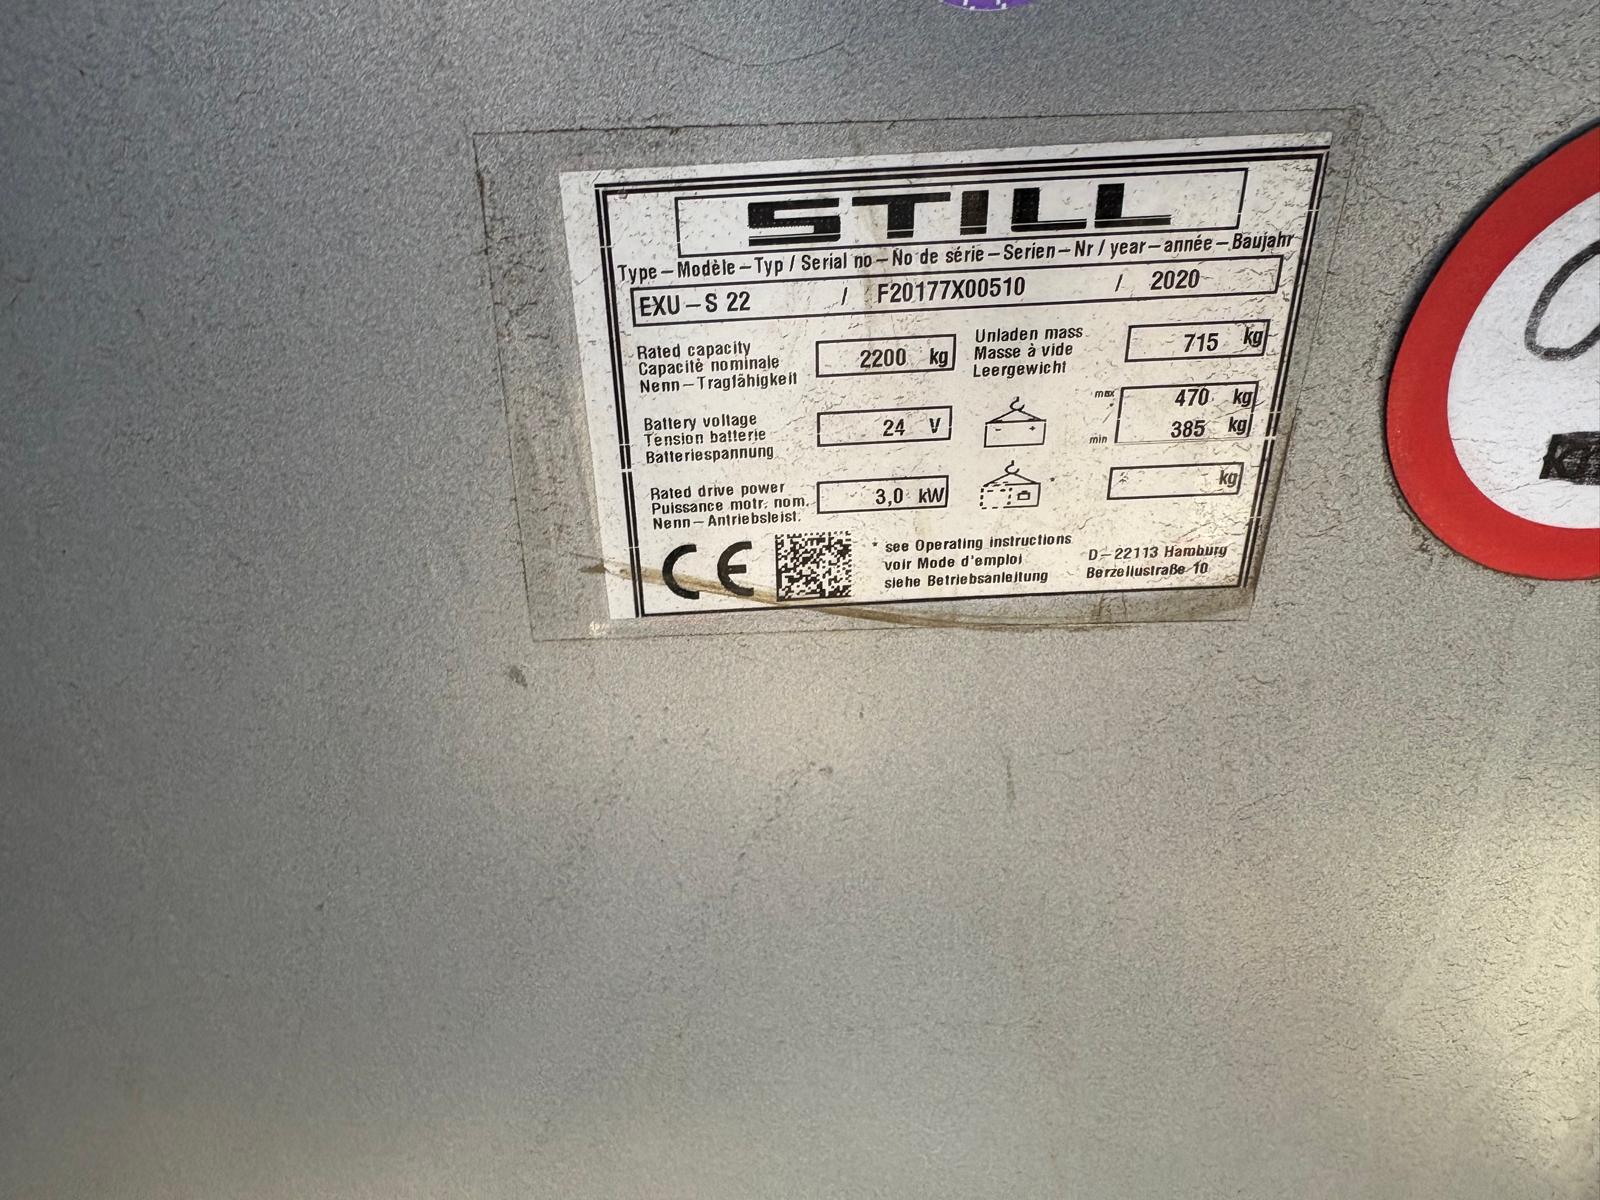 STILL
Type – Modèle – Typ / Serial no – No de série – Serien – Nr / year – année – Baujahr
EXU – S 22 / F20177X00510 / 2020
Rated capacity
Capacitè nominale
Nenn – Tragfähigkeit
2200 kg
Unladen mass
Masse à vide
Leergewicht
715 kg
Battery voltage
Tension batterie
Batteriespannung
24 V
- +
max 470 kg
/
min 385 kg
Rated drive power
Puissance motr. nom.
Nenn – Antriebsleist.
3,0 kW
*
kg
CE
* see Operating instructions
voir Mode d'emploi
siehe Betriebsanleitung
D – 22113 Hamburg
Berzeliustraße 10